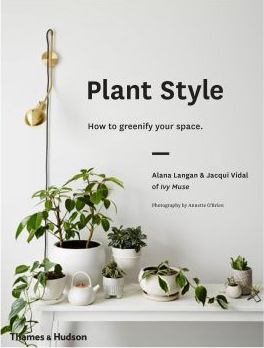 Plant Style
How to greenify your space.
Alana Langan & Jacqui Vidal
of Ivy Muse
Photography by Annette O'Brien
Thames & Hudson